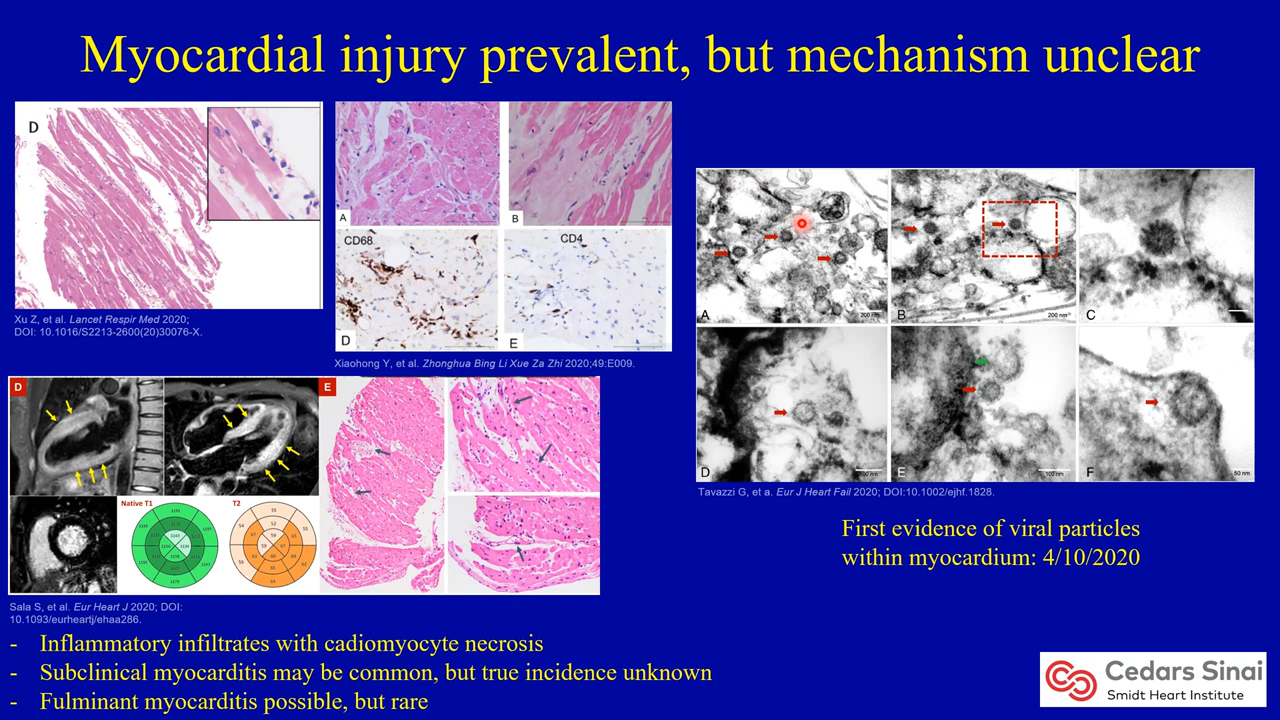 Myocardial injury prevalent, but mechanism unclear
D
Xu Z, et al. Lancet Respir Med 2020;
DOI: 10.1016/S2213-2600(20)30076-X.
A
B
CD68
CD4
D
E
Xiaohong Y, et al. Zhonghua Bing Li Xue Za Zhi 2020;49:E009.
D
E
Native T1
T2
Sala S, et al. Eur Heart J 2020; DOI:
10.1093/eurheartj/ehaa286.
A
200 nm
B
200 nm
C
D
E
100 nm
F
50 nm
Tavazzi G, et a. Eur J Heart Fail 2020; DOI:10.1002/ejhf.1828.
First evidence of viral particles
within myocardium: 4/10/2020
- Inflammatory infiltrates with cadiomyocyte necrosis
- Subclinical myocarditis may be common, but true incidence unknown
- Fulminant myocarditis possible, but rare
Cedars Sinai
Smidt Heart Institute